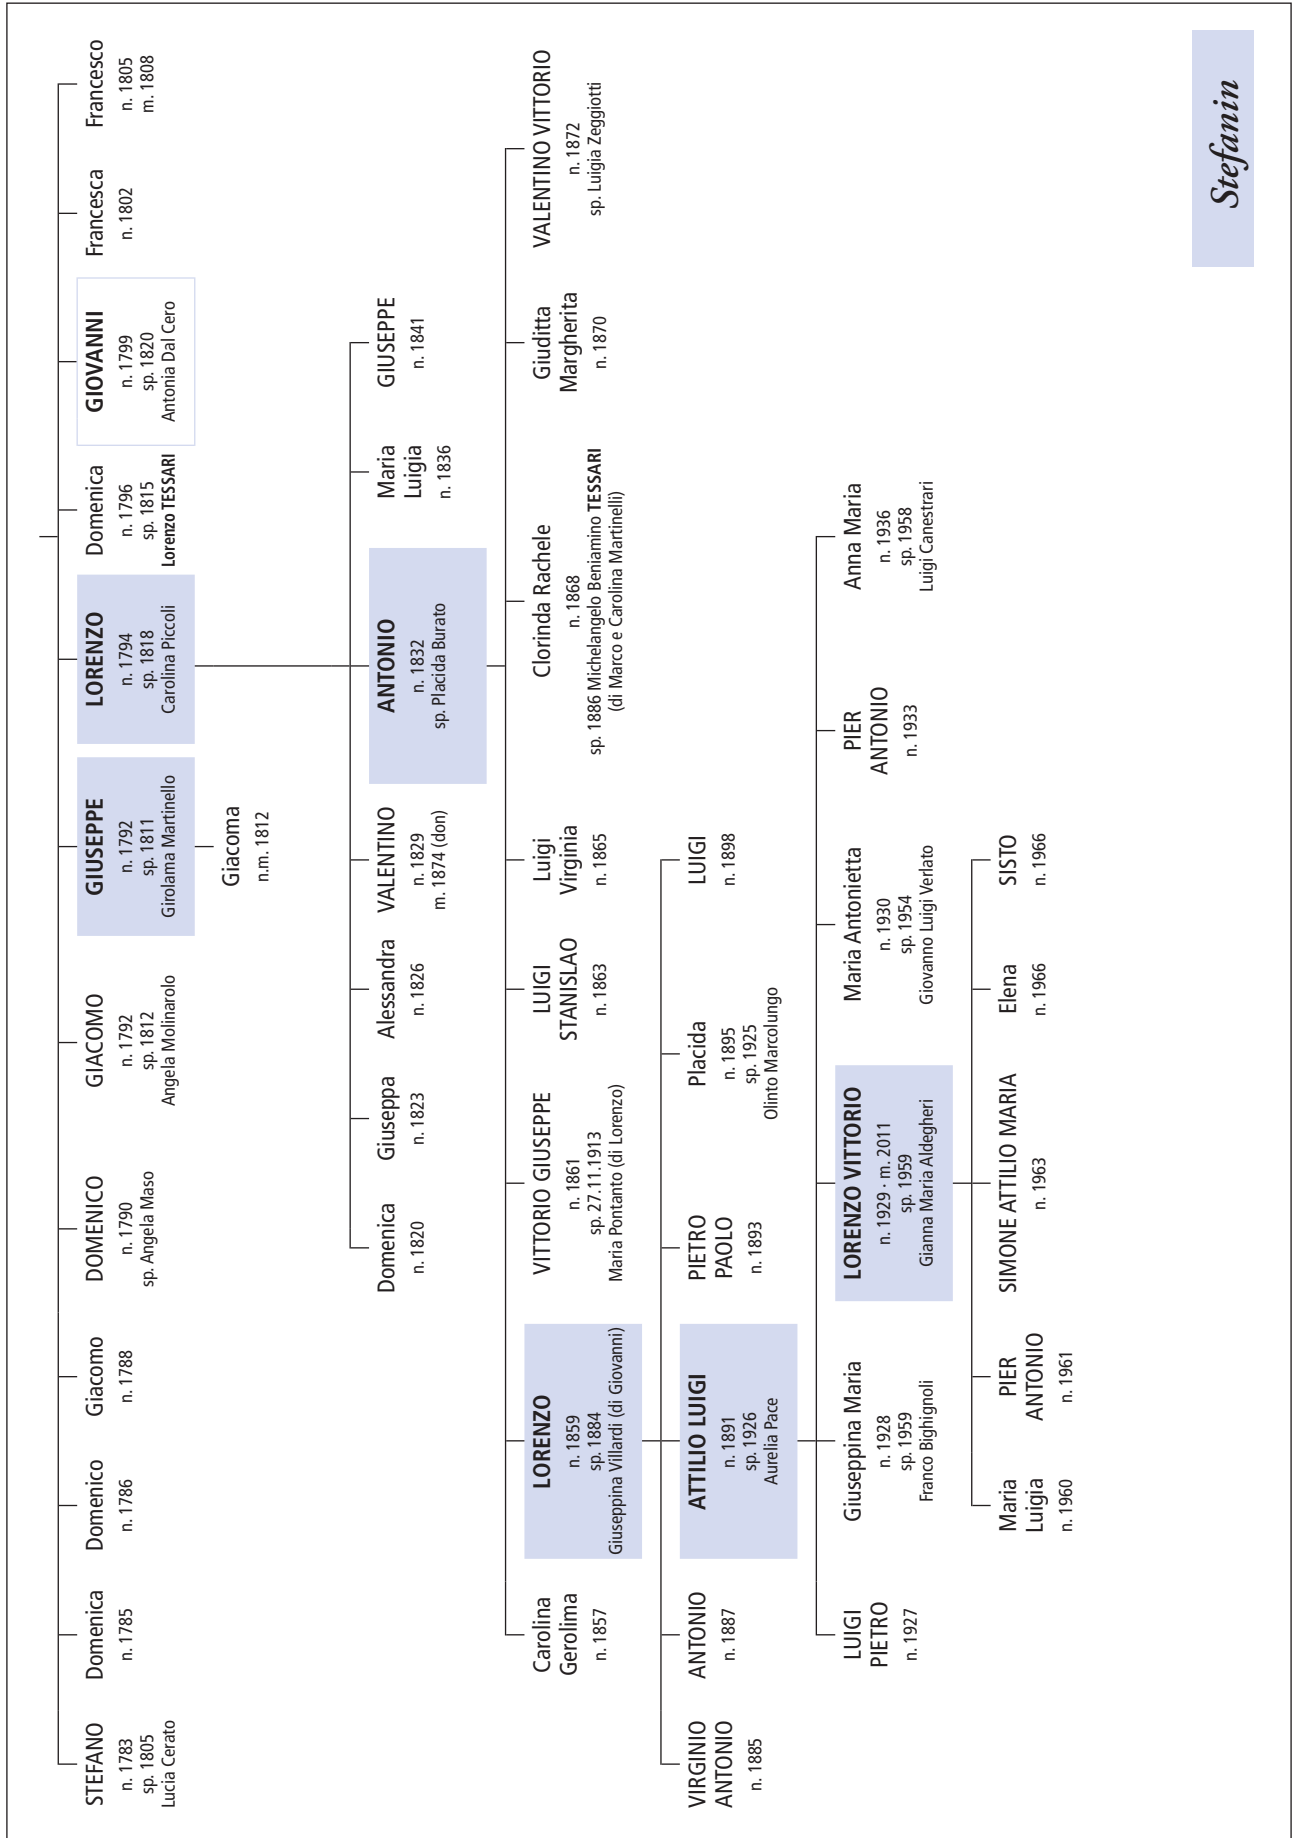 STEFANO
n. 1783
sp. 1805
Lucia Cerato
Domenica
n. 1785
Domenico
n. 1786
Giacomo
n. 1788
DOMENICO
n. 1790
sp. Angela Maso
GIACOMO
n. 1792
sp. 1812
Angela Molinarolo
GIUSEPPE
n. 1792
sp. 1811
Girolama Martinello
LORENZO
n. 1794
sp. 1818
Carolina Piccoli
Domenica
n. 1796
sp. 1815
Lorenzo TESSARI
GIOVANNI
n. 1799
sp. 1820
Antonia Dal Cero
Francesca
n. 1802
Francesco
n. 1805
m. 1808
Giacoma
n.m. 1812
Domenica
n. 1820
Giuseppa
n. 1823
Alessandra
n. 1826
VALENTINO
n. 1829
m. 1874 (don)
ANTONIO
n. 1832
sp. Placida Burato
Maria
Luigia
n. 1836
GIUSEPPE
n. 1841
Carolina
Gerolima
n. 1857
LORENZO
n. 1859
sp. 1884
Giuseppina Villardi (di Giovanni)
VITTORIO GIUSEPPE
n. 1861
sp. 27.11.1913
Maria Pontanto (di Lorenzo)
LUIGI
STANISLAO
n. 1863
Luigi
Virginia
n. 1865
Clorinda Rachele
n. 1868
sp. 1886 Michelangelo Beniamino TESSARI
(di Marco e Carolina Martinelli)
Giuditta
Margherita
n. 1870
VALENTINO VITTORIO
n. 1872
sp. Luigia Zeggiotti
VIRGINIO
ANTONIO
n. 1885
ANTONIO
n. 1887
ATTILIO LUIGI
n. 1891
sp. 1926
Aurelia Pace
PIETRO
PAOLO
n. 1893
Placida
n. 1895
sp. 1925
Olinto Marcolungo
LUIGI
n. 1898
LUIGI
PIETRO
n. 1927
Giuseppina Maria
n. 1928
sp. 1959
Franco Bighignoli
LORENZO VITTORIO
n. 1929 - m. 2011
sp. 1959
Gianna Maria Aldegheri
Maria Antonietta
n. 1930
sp. 1954
Giovanno Luigi Verlato
PIER
ANTONIO
n. 1933
Anna Maria
n. 1936
sp. 1958
Luigi Canestrari
Maria
Luigia
n. 1960
PIER
ANTONIO
n. 1961
SIMONE ATTILIO MARIA
n. 1963
Elena
n. 1966
SISTO
n. 1966
Stefanin